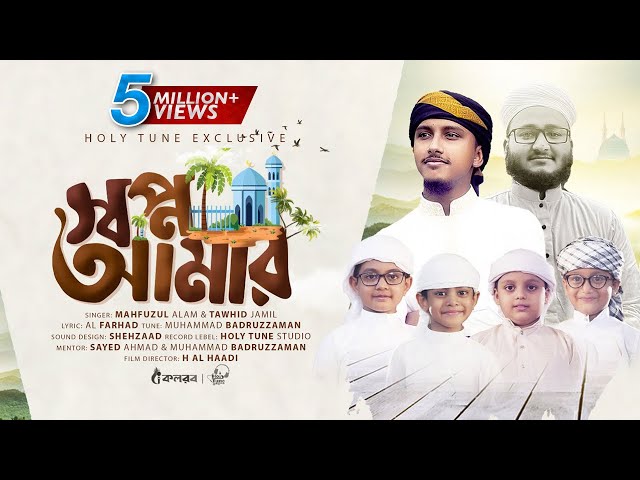 5 MILLION+ VIEWS
HOLY TUNE EXCLUSIVE
স্বপ্ন
আমার
SINGER: MAHFUZUL ALAM & TAWHID JAMIL
LYRIC: AL FARHAD TUNE: MUHAMMAD BADRUZZAMAN
SOUND DESIGN: SHEHZAAD RECORD LEBEL: HOLY TUNE STUDIO
MENTOR: SAYED AHMAD & MUHAMMAD BADRUZZAMAN
FILM DIRECTOR: H AL HAADI
কলরব